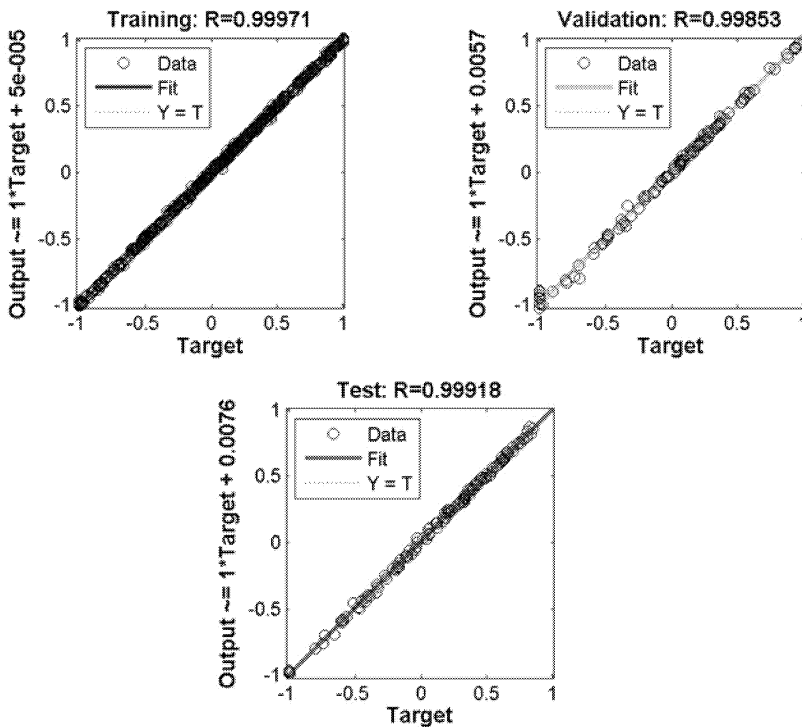 Training: R=0.99971
Output ~= 1*Target + 5e-005
1
0.5
0
-0.5
-1
Data
Fit
Y = T
-1 -0.5 0 0.5 1
Target
Validation: R=0.99853
Output ~= 1*Target + 0.0057
1
0.5
0
-0.5
-1
Data
Fit
Y = T
-1 -0.5 0 0.5 1
Target
Test: R=0.99918
Output ~= 1*Target + 0.0076
1
0.5
0
-0.5
-1
Data
Fit
Y = T
-1 -0.5 0 0.5 1
Target